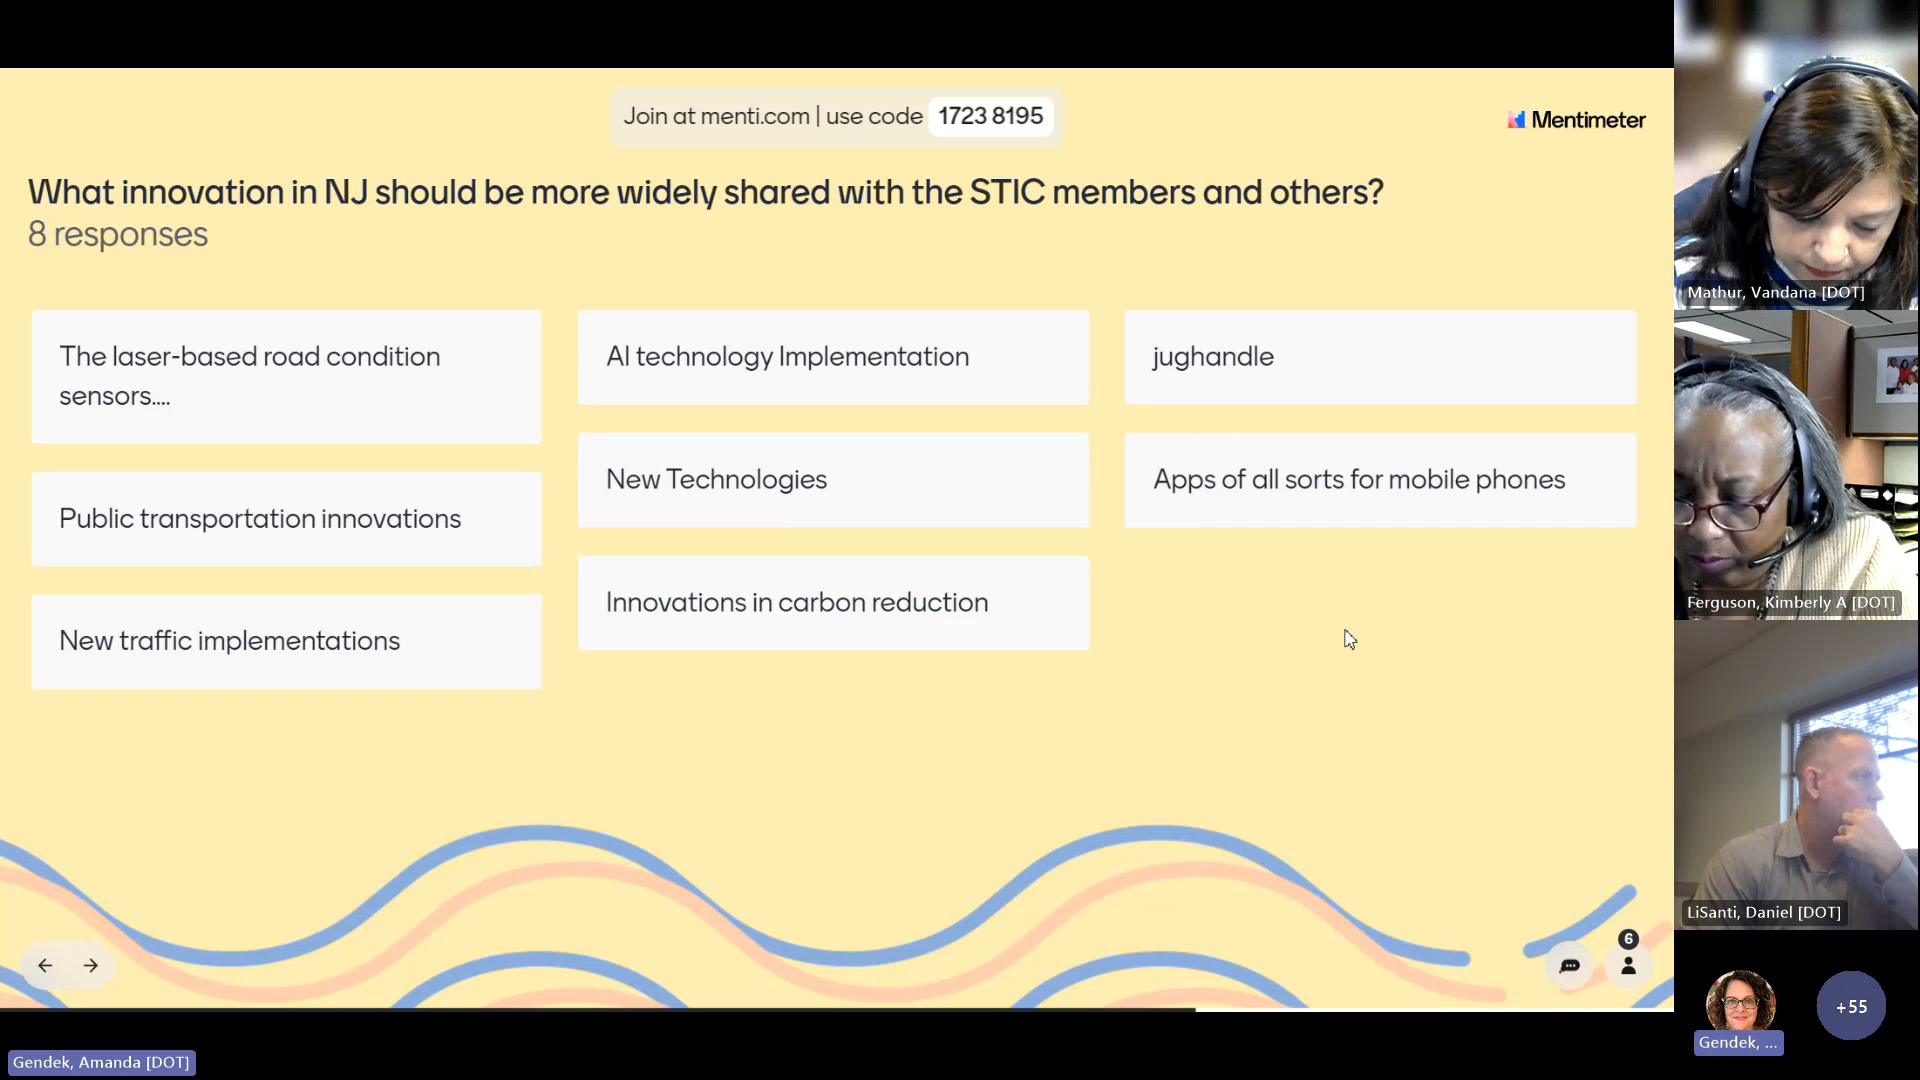 Join at menti.com | use code 1723 8195
Mentimeter
What innovation in NJ should be more widely shared with the STIC members and others?
8 responses
The laser-based road condition
sensors....
Public transportation innovations
New traffic implementations
AI technology Implementation
New Technologies
Innovations in carbon reduction
jughandle
Apps of all sorts for mobile phones
6
Mathur, Vandana [DOT]
Ferguson, Kimberly A [DOT]
LiSanti, Daniel [DOT]
Gendek, ...
+55
Gendek, Amanda [DOT]